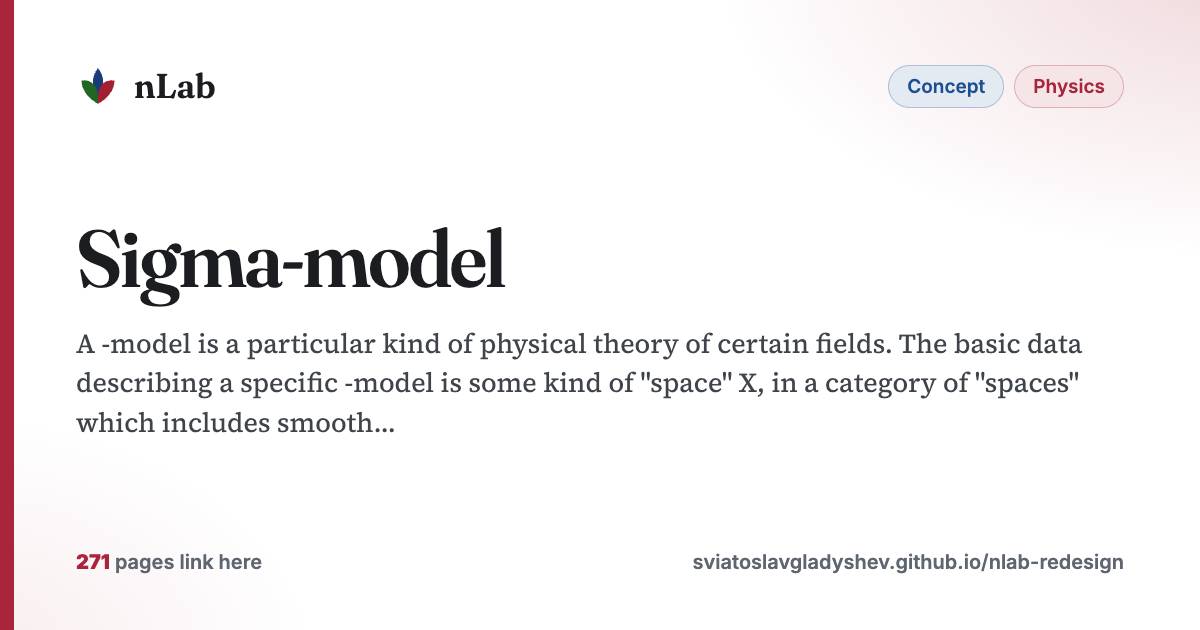 nLab
Concept
Physics
Sigma-model
A -model is a particular kind of physical theory of certain fields. The basic data
describing a specific -model is some kind of "space" X, in a category of "spaces"
which includes smooth...
271 pages link here
sviatoslavgladyshev.github.io/nlab-redesign